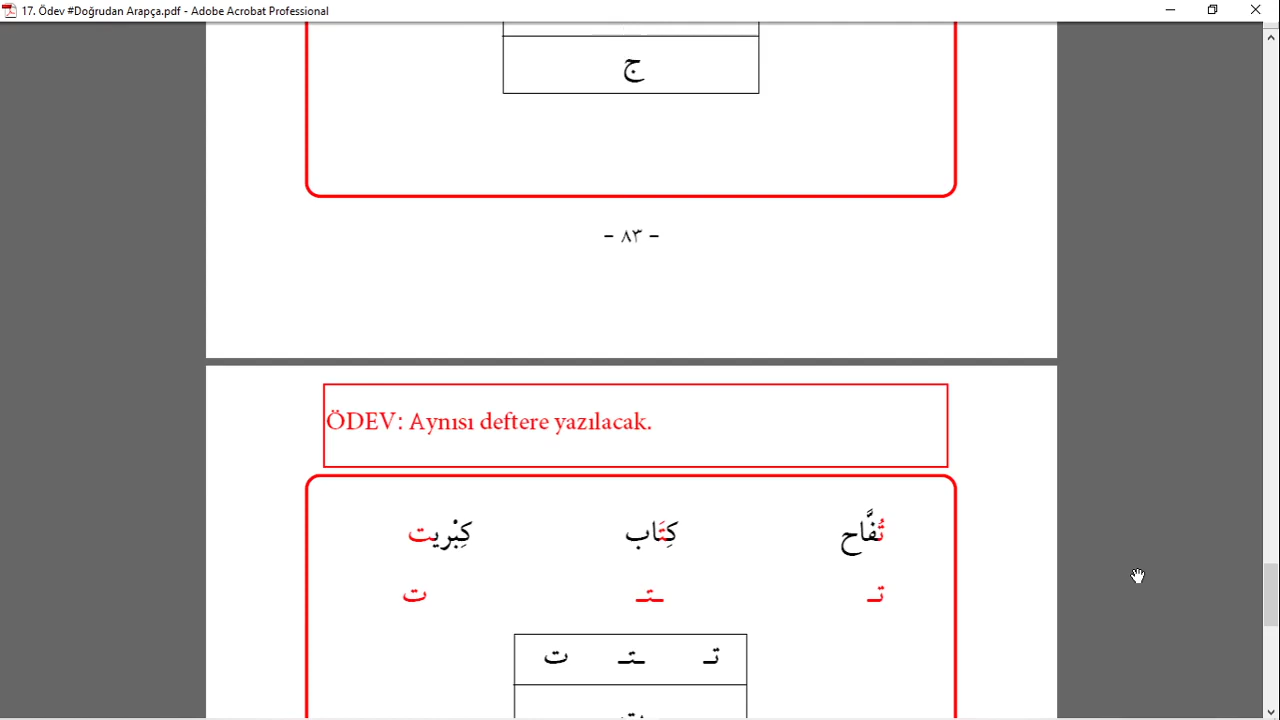 17. Ödev #Doğrudan Arapça.pdf - Adobe Acrobat Professional
ج
- ٨٣ -
ÖDEV: Aynısı deftere yazılacak.
تُفَّاح كِتَاب كِبْريت
تـ ـتـ ت
تـ ـتـ ت